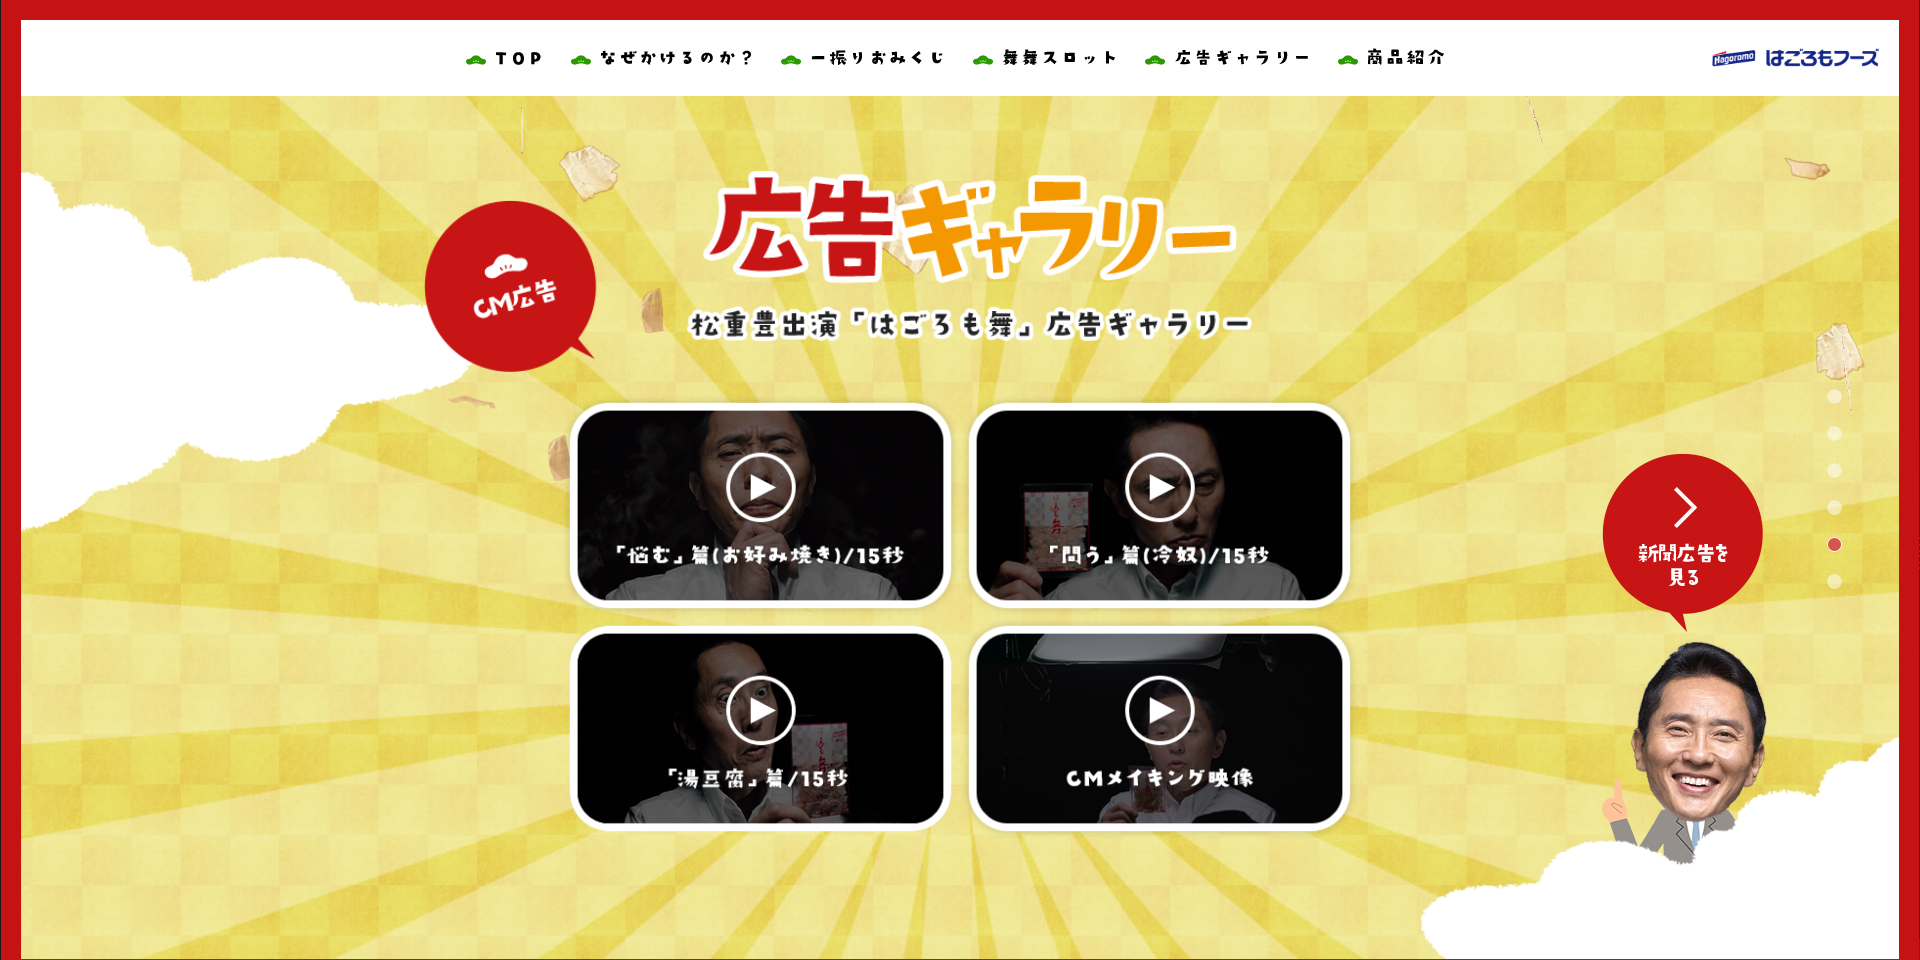 TOP
なぜかけるのか？
一振りおみくじ
舞舞スロット
広告ギャラリー
商品紹介
Hagoromo はごろもフーズ
広告ギャラリー
CM広告
松重豊出演「はごろも舞」広告ギャラリー
「悩む」篇(お好み焼き)/15秒
「問う」篇(冷奴)/15秒
新聞広告を
見る
「湯豆腐」篇/15秒
CMメイキング映像